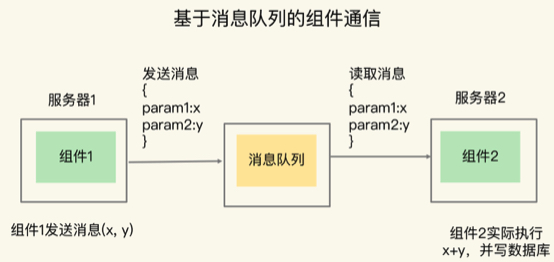 基于消息队列的组件通信
发送消息
{
param1:x
param2:y
}
读取消息
{
param1:x
param2:y
}
服务器1
服务器2
组件1
消息队列
组件2
组件1发送消息(x, y)
组件2实际执行
x+y，并写数据库